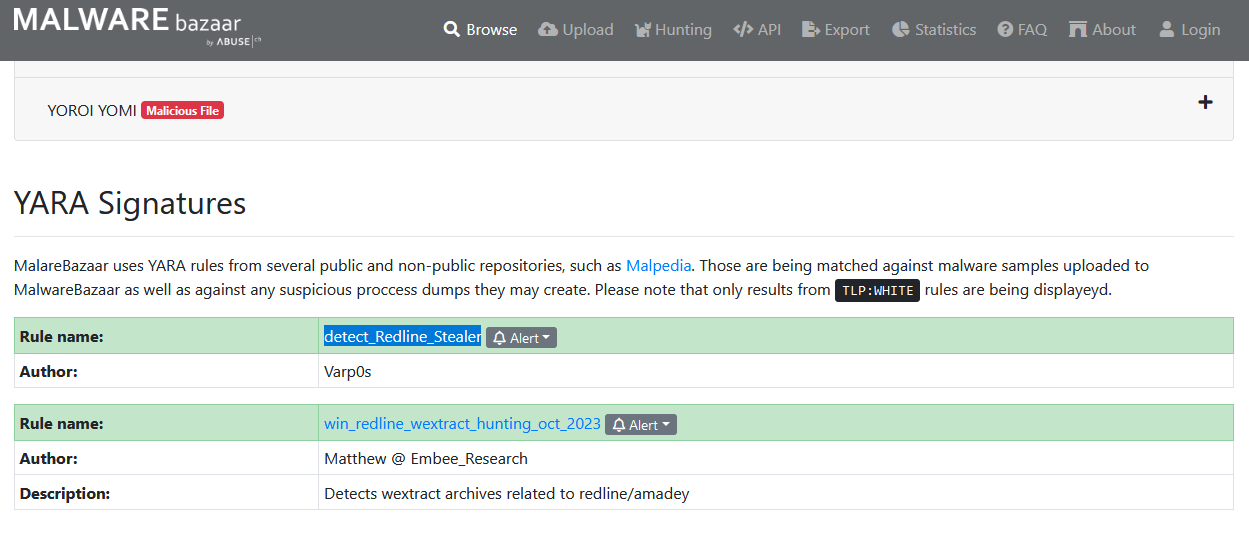 MALWARE bazaar
by ABUSE|ch
Browse Upload Hunting API Export Statistics FAQ About Login
YOROI YOMI Malicious File
YARA Signatures
MalareBazaar uses YARA rules from several public and non-public repositories, such as Malpedia. Those are being matched against malware samples uploaded to
MalwareBazaar as well as against any suspicious proccess dumps they may create. Please note that only results from TLP:WHITE rules are being displayeyd.
Rule name: detect_Redline_Stealer Alert
Author: Varp0s
Rule name: win_redline_wextract_hunting_oct_2023 Alert
Author: Matthew @ Embee_Research
Description: Detects wextract archives related to redline/amadey